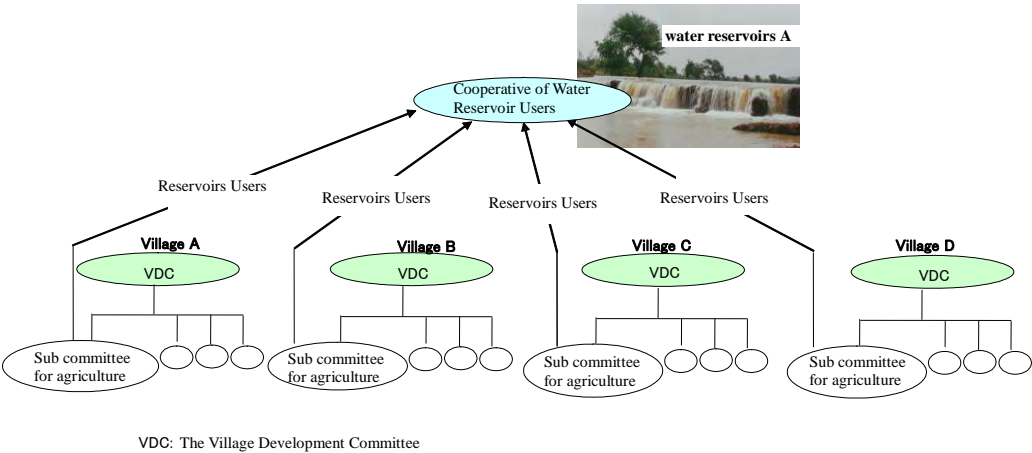 water reservoirs A
Cooperative of Water
Reservoir Users
Reservoirs Users
Reservoirs Users
Reservoirs Users
Reservoirs Users
Village A
Village B
Village C
Village D
VDC
VDC
VDC
VDC
Sub committee
for agriculture
Sub committee
for agriculture
Sub committee
for agriculture
Sub committee
for agriculture
VDC: The Village Development Committee